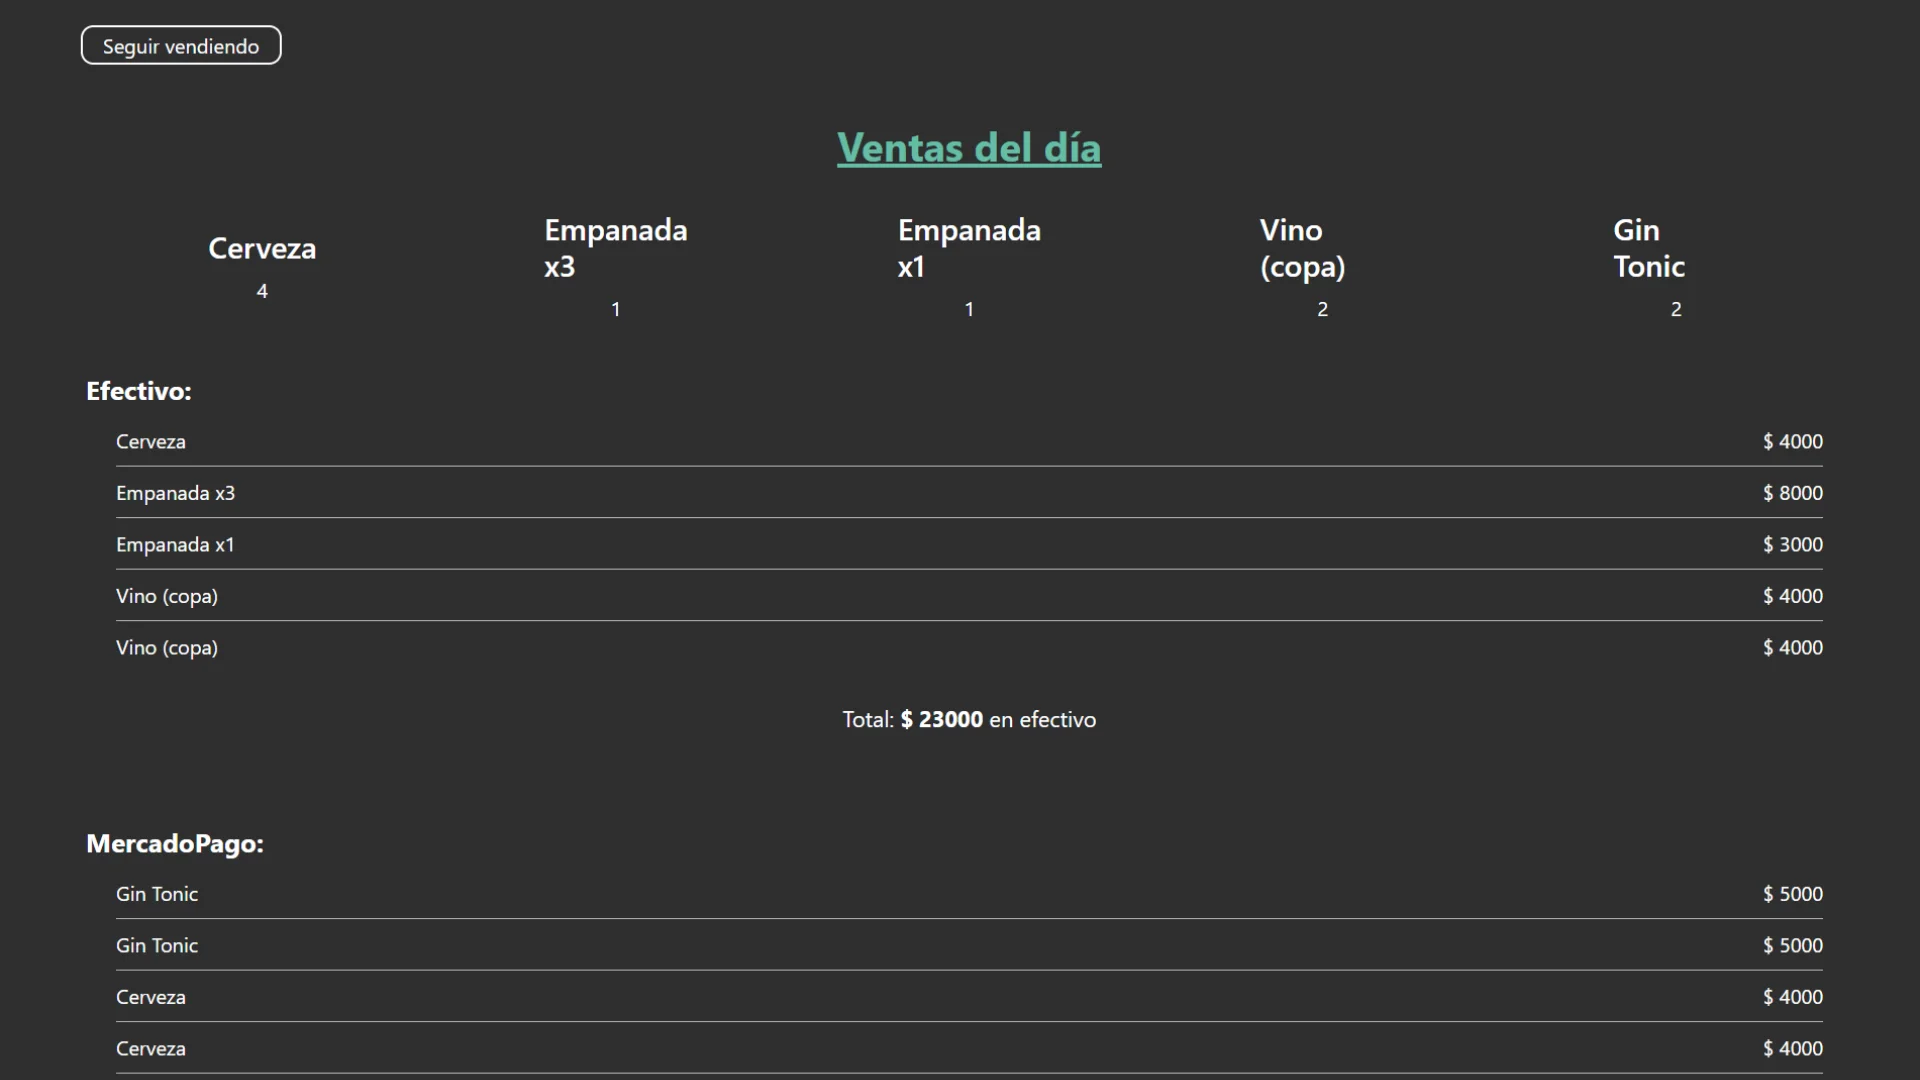 Seguir vendiendo
Ventas del día
Cerveza
4
Empanada
x3
1
Empanada
x1
1
Vino
(copa)
2
Gin
Tonic
2
Efectivo:
Cerveza $ 4000
Empanada x3 $ 8000
Empanada x1 $ 3000
Vino (copa) $ 4000
Vino (copa) $ 4000
Total: $ 23000 en efectivo
MercadoPago:
Gin Tonic $ 5000
Gin Tonic $ 5000
Cerveza $ 4000
Cerveza $ 4000